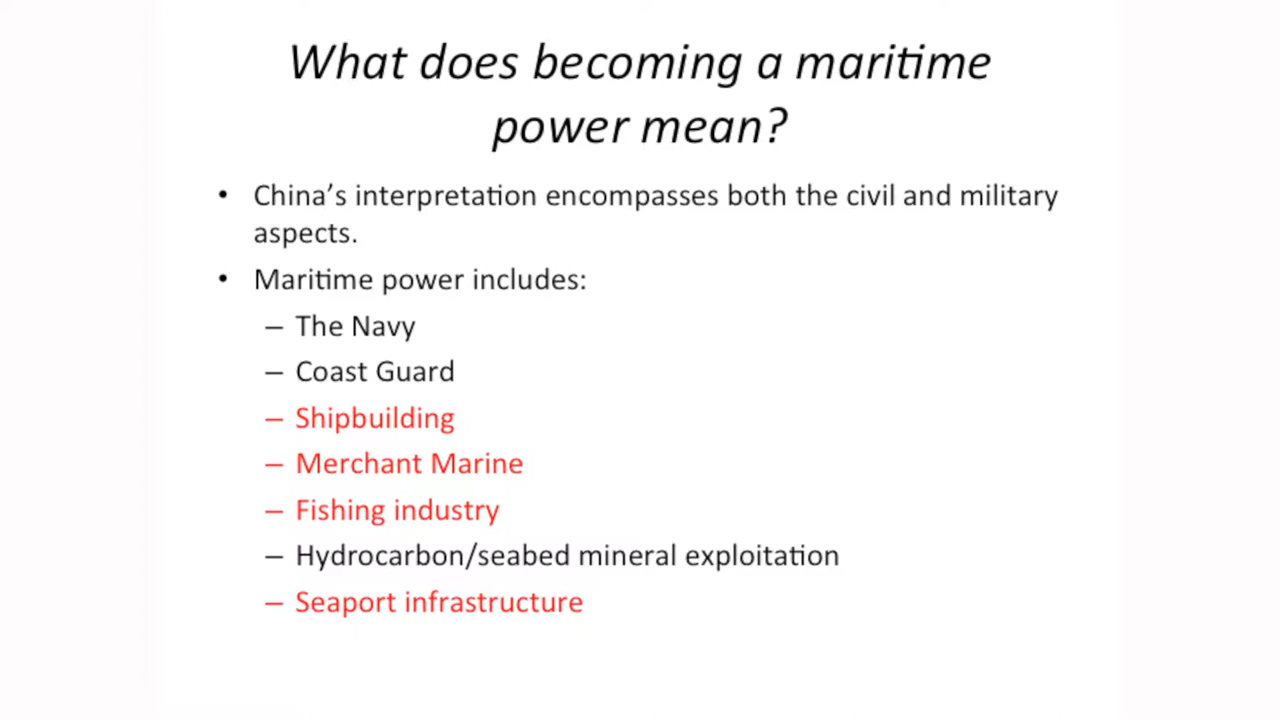 What does becoming a maritime
power mean?
• China’s interpretation encompasses both the civil and military
aspects.
• Maritime power includes:
– The Navy
– Coast Guard
– Shipbuilding
– Merchant Marine
– Fishing industry
– Hydrocarbon/seabed mineral exploitation
– Seaport infrastructure